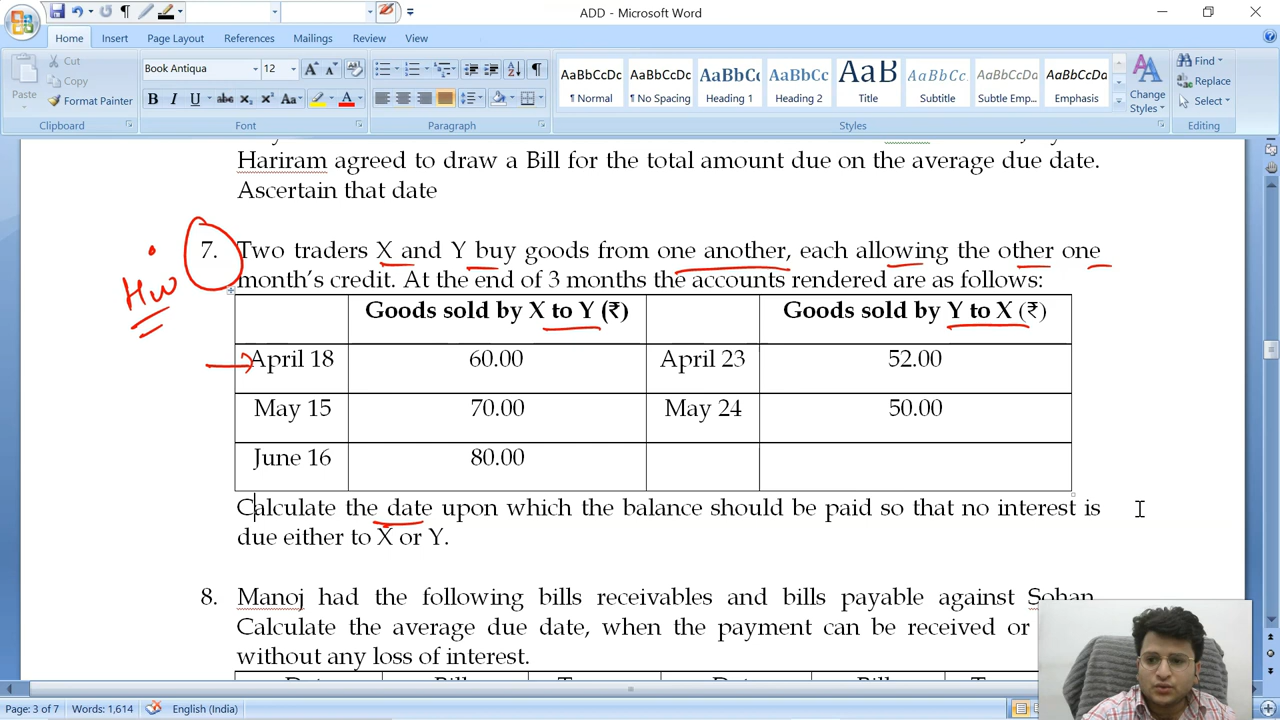 ADD - Microsoft Word
Home Insert Page Layout References Mailings Review View
Paste Cut Copy Format Painter
Book Antiqua 12
AaBbCcDc AaBbCcDc AaBbCc AaBbCc AaB AaBbCc. AaBbCcDc AaBbCcDc
¶ Normal ¶ No Spacing Heading 1 Heading 2 Title Subtitle Subtle Emp... Emphasis
Change Styles
Find Replace Select
Clipboard Font Paragraph Styles Editing
Hariram agreed to draw a Bill for the total amount due on the average due date.
Ascertain that date
7. Two traders X and Y buy goods from one another, each allowing the other one
month's credit. At the end of 3 months the accounts rendered are as follows:
HW
Goods sold by X to Y (₹) Goods sold by Y to X (₹)
April 18 60.00 April 23 52.00
May 15 70.00 May 24 50.00
June 16 80.00
Calculate the date upon which the balance should be paid so that no interest is
due either to X or Y.
8. Manoj had the following bills receivables and bills payable against Sohan.
Calculate the average due date, when the payment can be received or
without any loss of interest.
Page: 3 of 7 Words: 1,614 English (India)